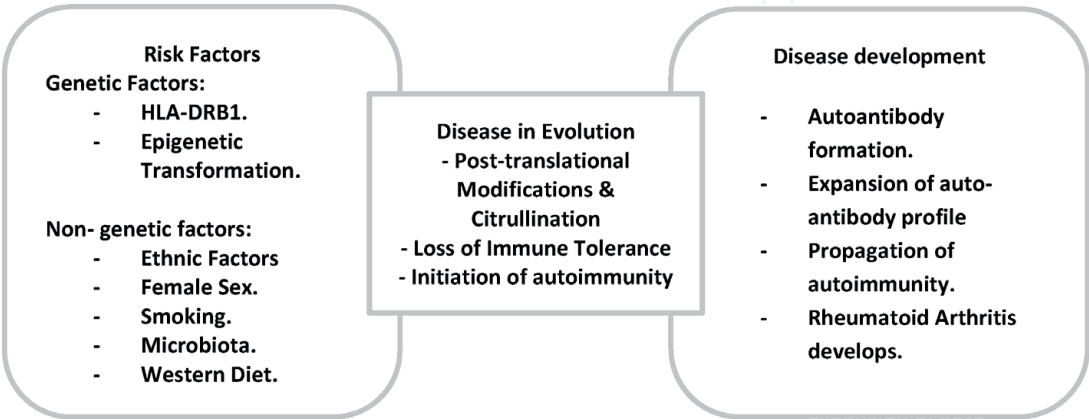 Risk Factors
Genetic Factors:
- HLA-DRB1.
- Epigenetic
Transformation.
Non- genetic factors:
- Ethnic Factors
- Female Sex.
- Smoking.
- Microbiota.
- Western Diet.
Disease in Evolution
- Post-translational
Modifications &
Citrullination
- Loss of Immune Tolerance
- Initiation of autoimmunity
Disease development
- Autoantibody
formation.
- Expansion of auto-
antibody profile
- Propagation of
autoimmunity.
- Rheumatoid Arthritis
develops.